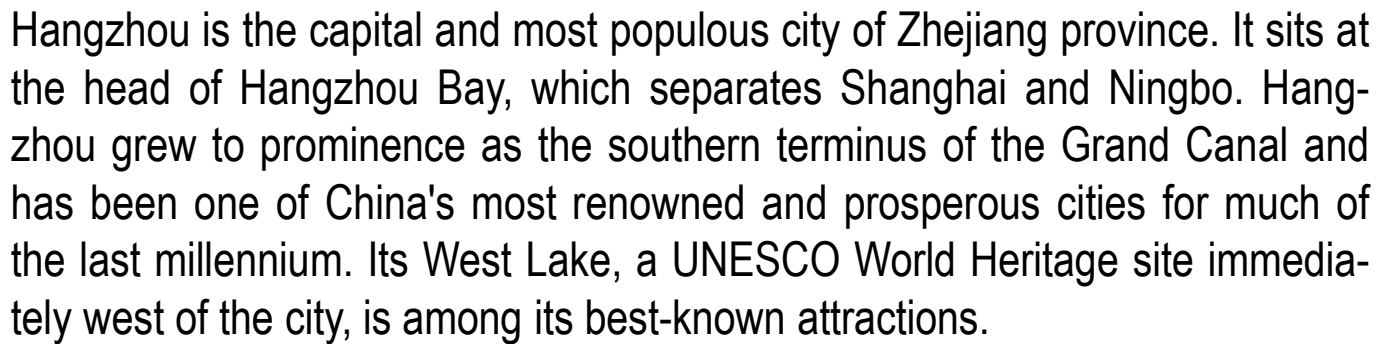 Hangzhou is the capital and most populous city of Zhejiang province. It sits at
the head of Hangzhou Bay, which separates Shanghai and Ningbo. Hang-
zhou grew to prominence as the southern terminus of the Grand Canal and
has been one of China's most renowned and prosperous cities for much of
the last millennium. Its West Lake, a UNESCO World Heritage site immedia-
tely west of the city, is among its best-known attractions.